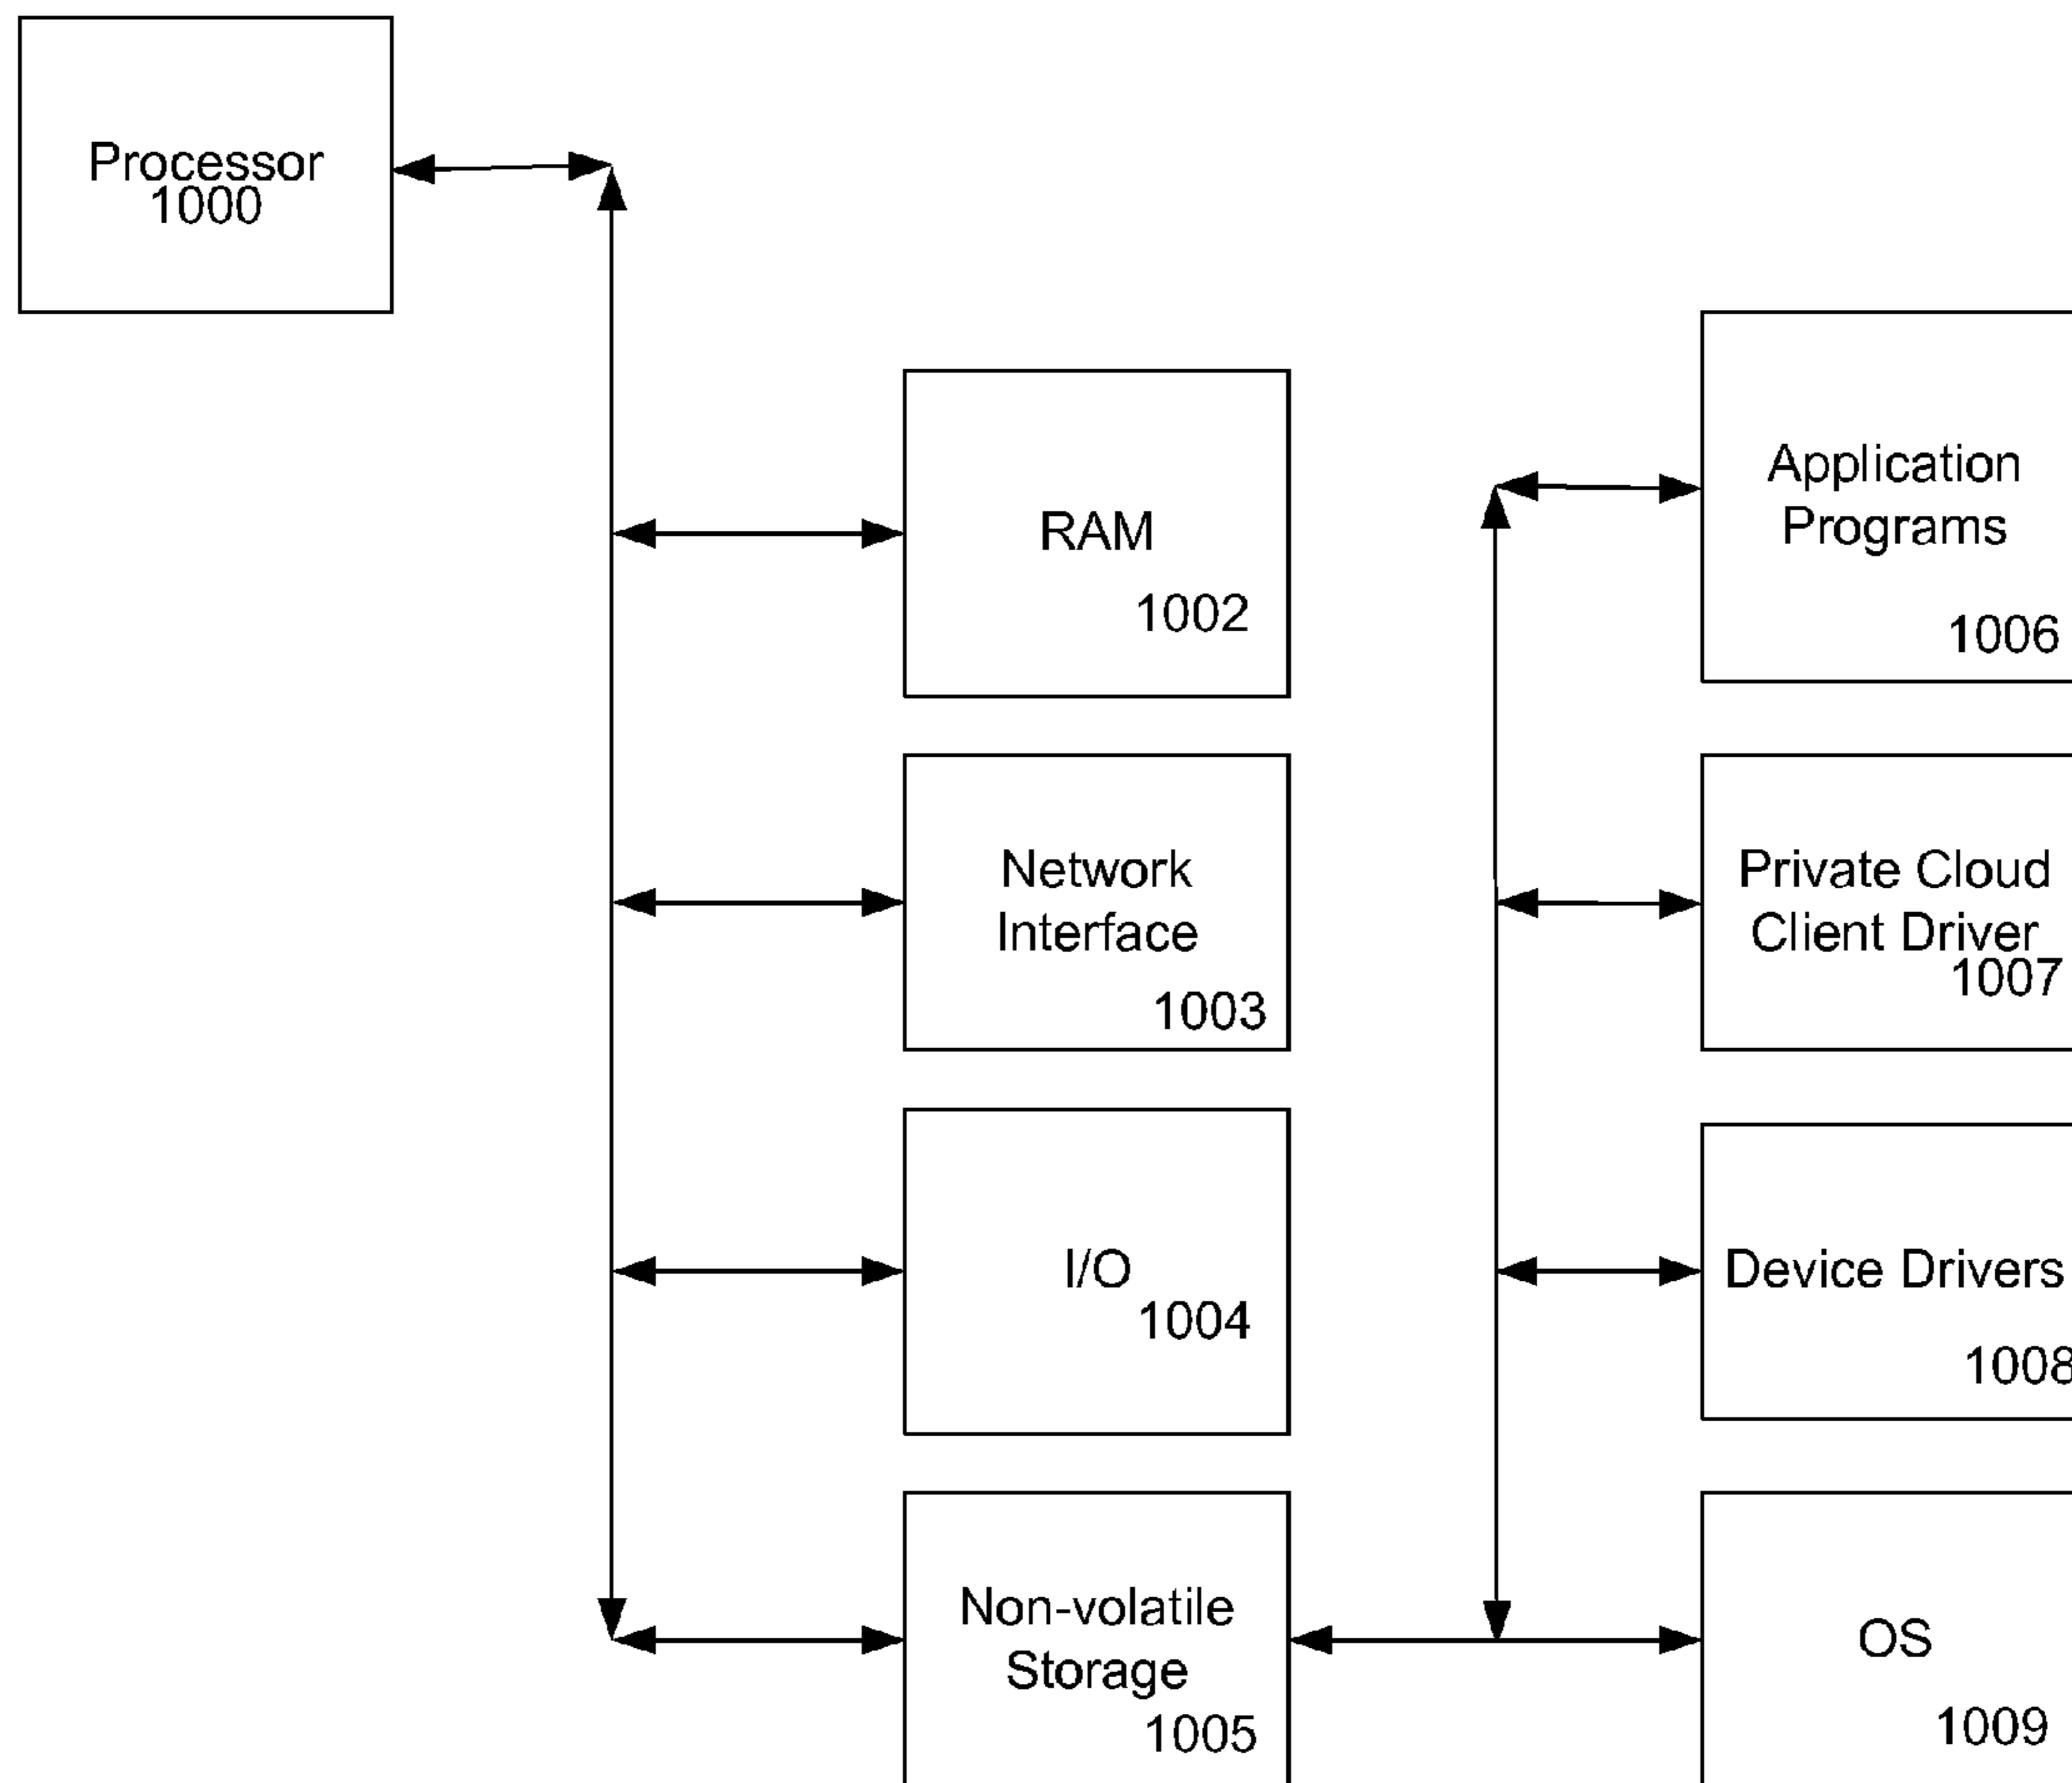 Processor
1000
RAM
1002
Network
Interface
1003
I/O
1004
Non-volatile
Storage
1005
Application
Programs
1006
Private Cloud
Client Driver
1007
Device Drivers
1008
OS
1009